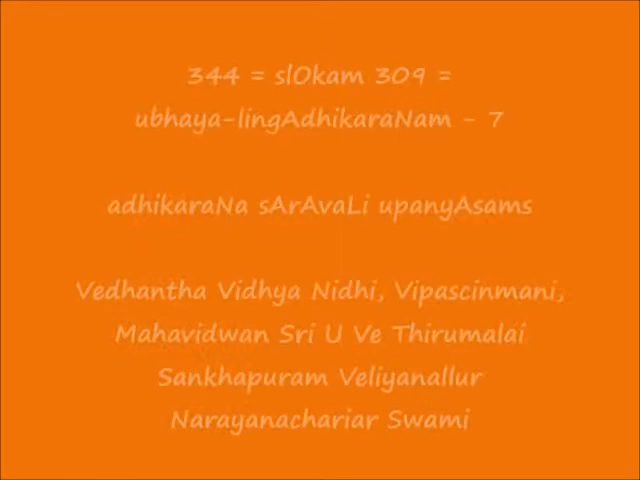 344 = slOkam 309 =
ubhaya-lingAdhikaraNam - 7
adhikaraNa sArAvaLi upanyAsams
Vedhantha Vidhya Nidhi, Vipascinmani,
Mahavidwan Sri U Ve Thirumalai
Sankhapuram Veliyanallur
Narayanachariar Swami